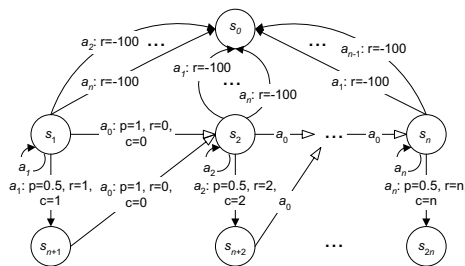 s0
a2: r=-100 ... ... an-1: r=-100
an: r=-100 a1: r=-100 ... a1: r=-100
an: r=-100
s1 a0: p=1, r=0, c=0 s2 a0 ... a0 sn
a1 a2 an
a1: p=0.5, r=1, c=1 a0: p=1, r=0, c=0 a2: p=0.5, r=2, c=2 a0 an: p=0.5, r=n c=n
sn+1 sn+2 ... s2n